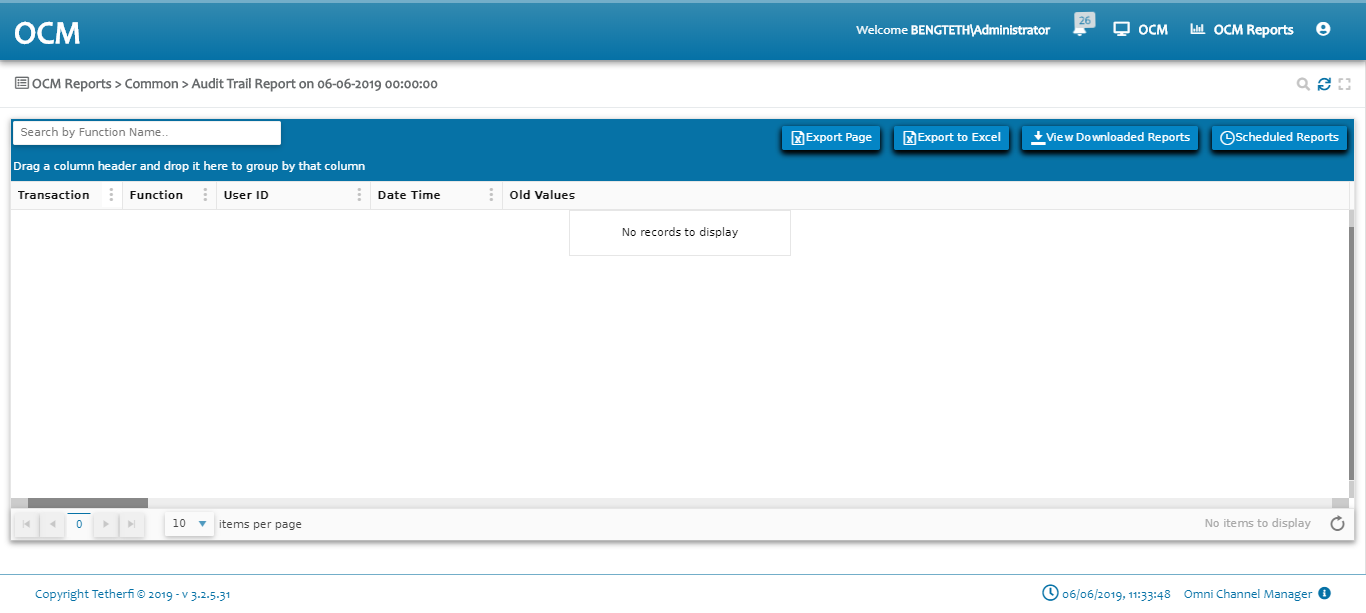 OCM
Welcome BENGTETH\Administrator
26
OCM
OCM Reports
OCM Reports > Common > Audit Trail Report on 06-06-2019 00:00:00
Search by Function Name..
Export Page
Export to Excel
View Downloaded Reports
Scheduled Reports
Drag a column header and drop it here to group by that column
Transaction
Function
User ID
Date Time
Old Values
No records to display
0
10
items per page
No items to display
Copyright Tetherfi © 2019 - v 3.2.5.31
06/06/2019, 11:33:48
Omni Channel Manager